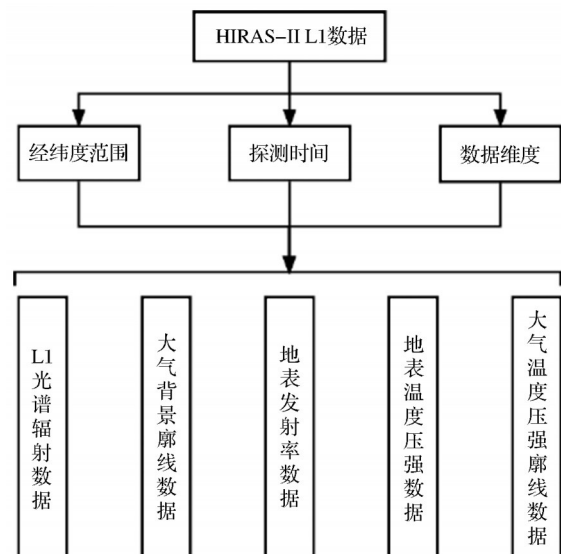 HIRAS-II L1数据
经纬度范围
探测时间
数据维度
L1光谱辐射数据
大气背景廓线数据
地表发射率数据
地表温度压强数据
大气温度压强廓线数据